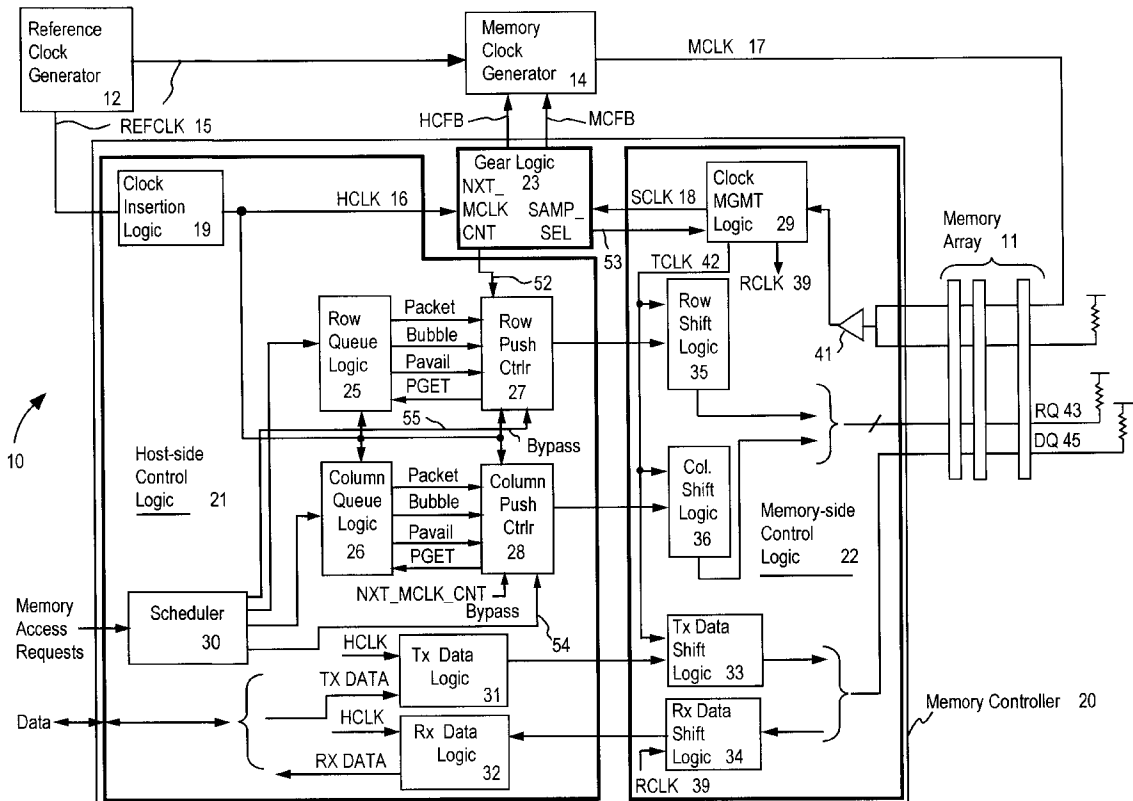 Reference
Clock
Generator
12
Memory
Clock
Generator
14
MCLK 17
REFCLK 15
HCFB
MCFB
Clock
Insertion
Logic
19
HCLK 16
Gear Logic
23
NXT_
MCLK
CNT
SAMP_
SEL
SCLK 18
53
Clock
MGMT
Logic
29
Memory
Array 11
52
TCLK 42
RCLK 39
Row
Queue
Logic
25
Packet
Bubble
Pavail
PGET
Row
Push
Ctrlr
27
Row
Shift
Logic
35
41
10
55
Bypass
RQ 43
DQ 45
Host-side
Control
Logic 21
Column
Queue
Logic
26
Packet
Bubble
Pavail
PGET
Column
Push
Ctrlr
28
Col.
Shift
Logic
36
Memory-side
Control
Logic 22
NXT_MCLK_CNT
Bypass
54
Memory
Access
Requests
Scheduler
30
HCLK
Tx Data
Logic
31
TX DATA
Tx Data
Shift
Logic 33
Data
HCLK
Rx Data
Logic
32
RX DATA
Rx Data
Shift
Logic 34
RCLK 39
Memory Controller 20